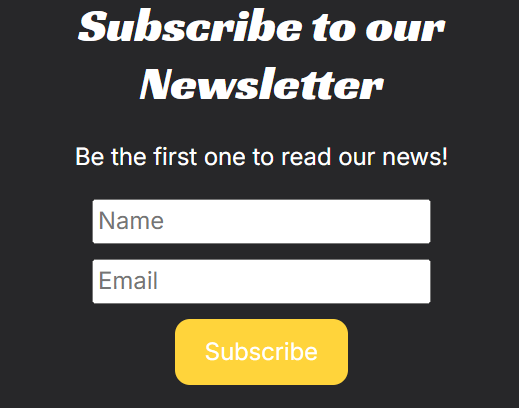 Subscribe to our
Newsletter
Be the first one to read our news!
Name
Email
Subscribe